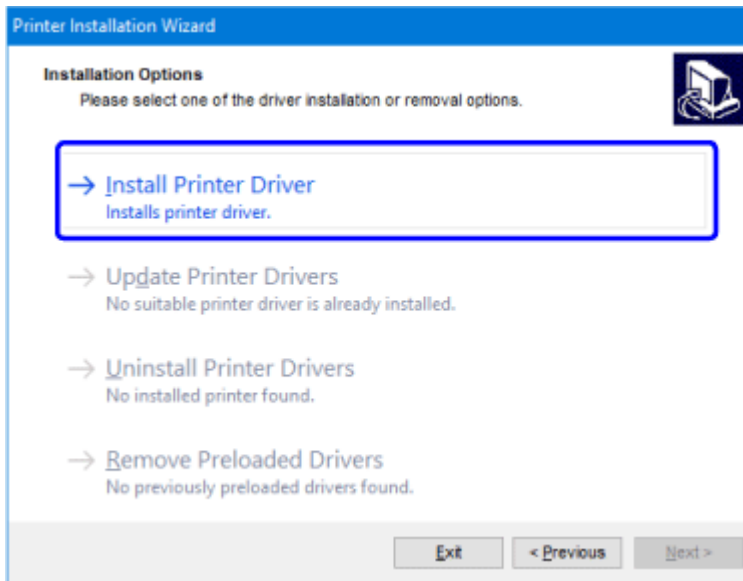 Printer Installation Wizard
Installation Options
Please select one of the driver installation or removal options.
Install Printer Driver
Installs printer driver.
Update Printer Drivers
No suitable printer driver is already installed.
Uninstall Printer Drivers
No installed printer found.
Remove Preloaded Drivers
No previously preloaded drivers found.
Exit < Previous Next >